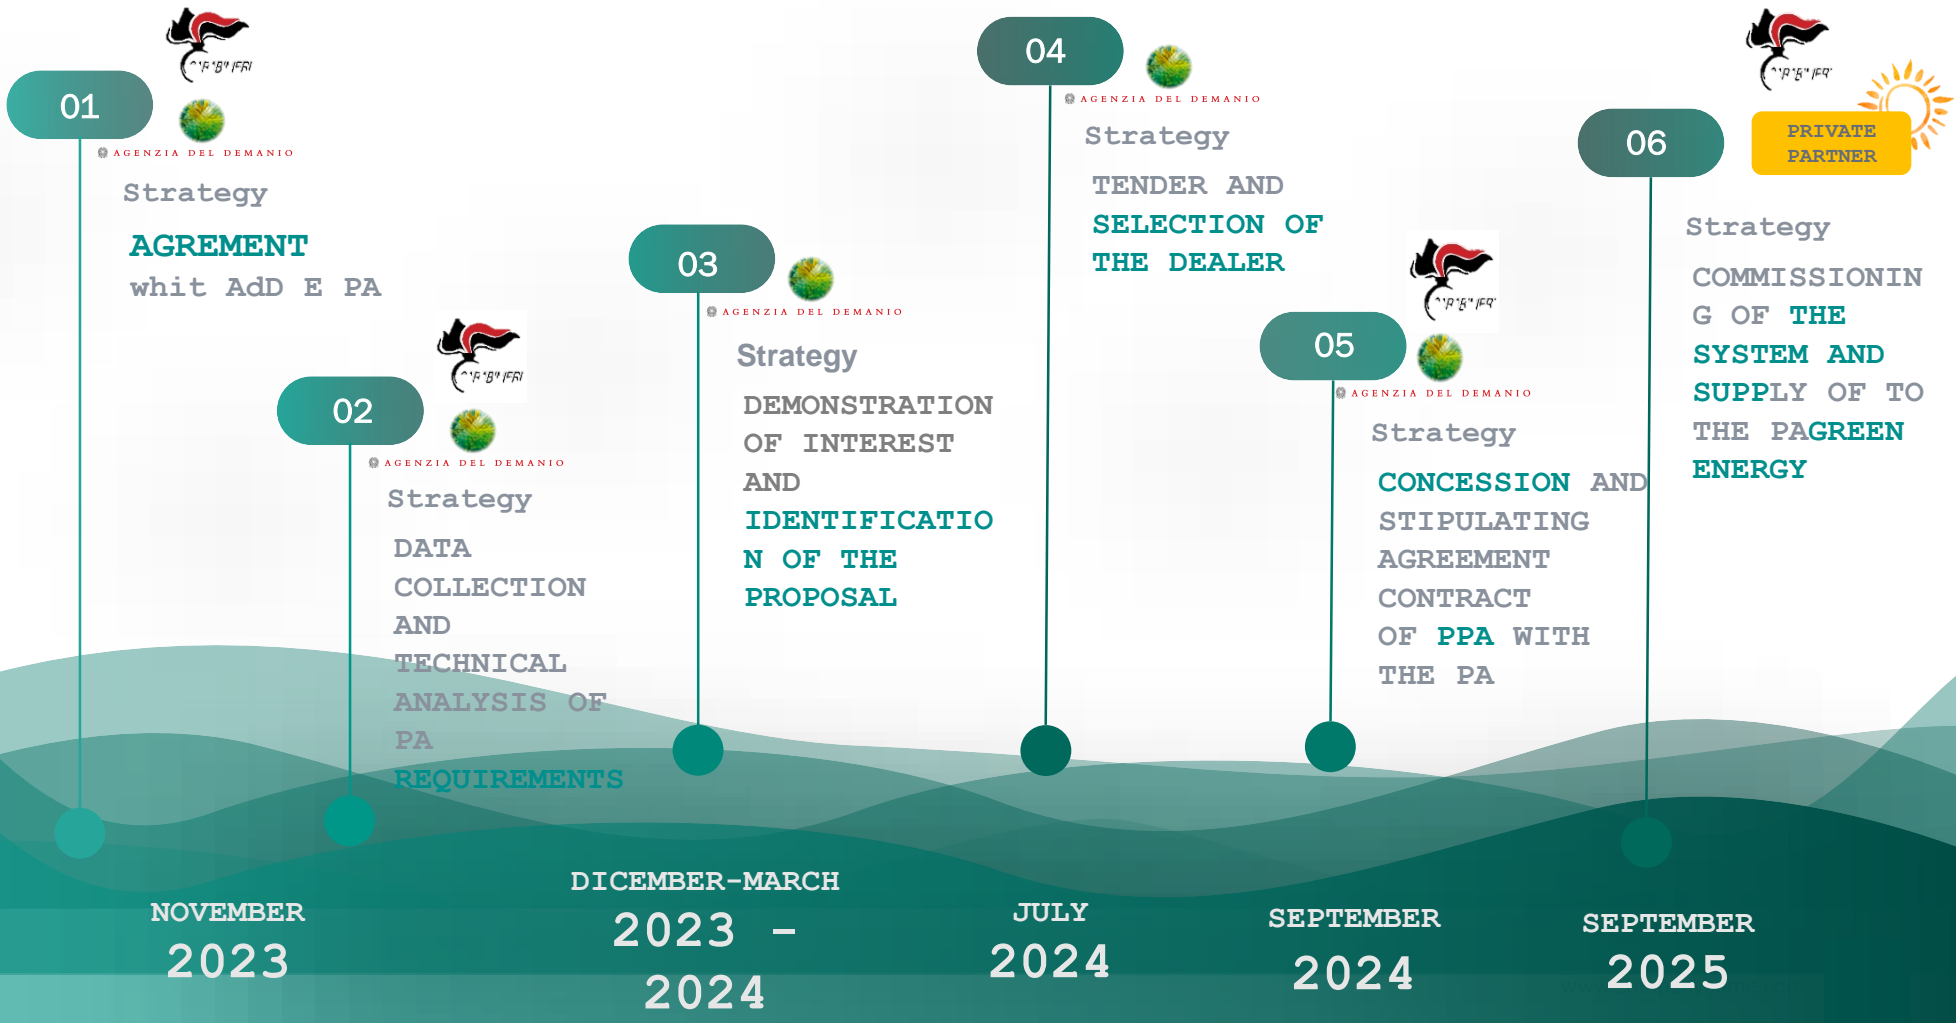 01
AGENZIA DEL DEMANIO
Strategy
AGREMENT
whit AdD E PA
02
AGENZIA DEL DEMANIO
Strategy
DATA
COLLECTION
AND
TECHNICAL
ANALYSIS OF
PA
REQUIREMENTS
03
AGENZIA DEL DEMANIO
Strategy
DEMONSTRATION
OF INTEREST
AND
IDENTIFICATIO
N OF THE
PROPOSAL
04
AGENZIA DEL DEMANIO
Strategy
TENDER AND
SELECTION OF
THE DEALER
05
AGENZIA DEL DEMANIO
Strategy
CONCESSION AND
STIPULATING
AGREEMENT
CONTRACT
OF PPA WITH
THE PA
06
PRIVATE
PARTNER
Strategy
COMMISSIONIN
G OF THE
SYSTEM AND
SUPPLY OF TO
THE PAGREEN
ENERGY
NOVEMBER
2023
DICEMBER-MARCH
2023 -
2024
JULY
2024
SEPTEMBER
2024
SEPTEMBER
2025